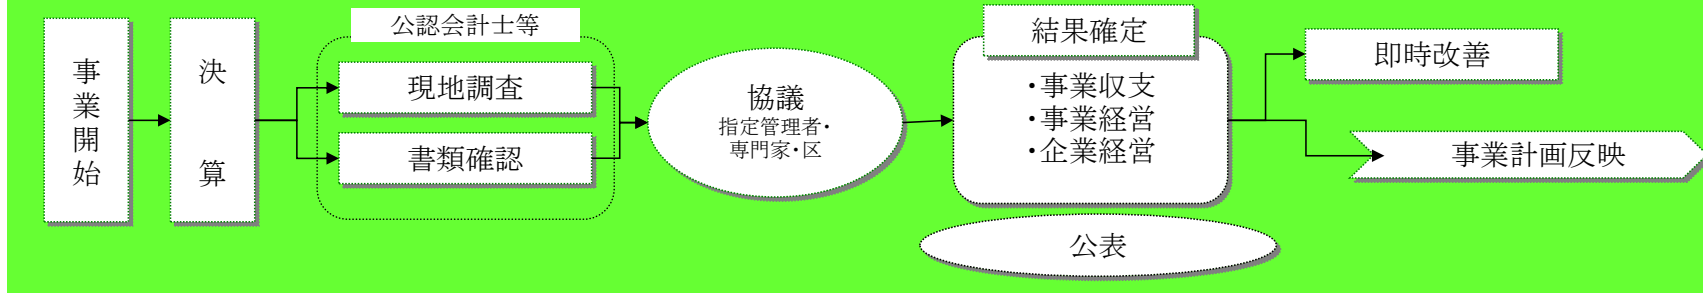 事業開始
決算
公認会計士等
現地調査
書類確認
協議
指定管理者・
専門家・区
結果確定
・事業収支
・事業経営
・企業経営
公表
即時改善
事業計画反映